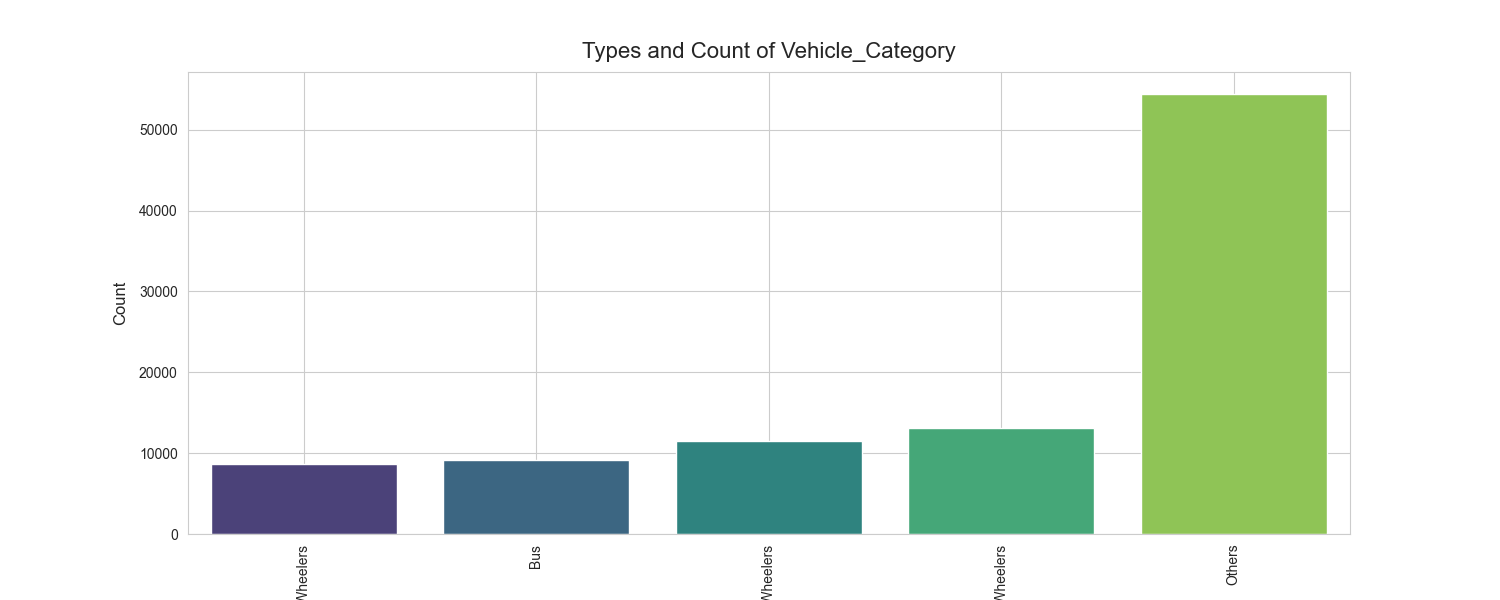 Types and Count of Vehicle_Category
Count
50000
40000
30000
20000
10000
0
Wheelers
Bus
Wheelers
Wheelers
Others